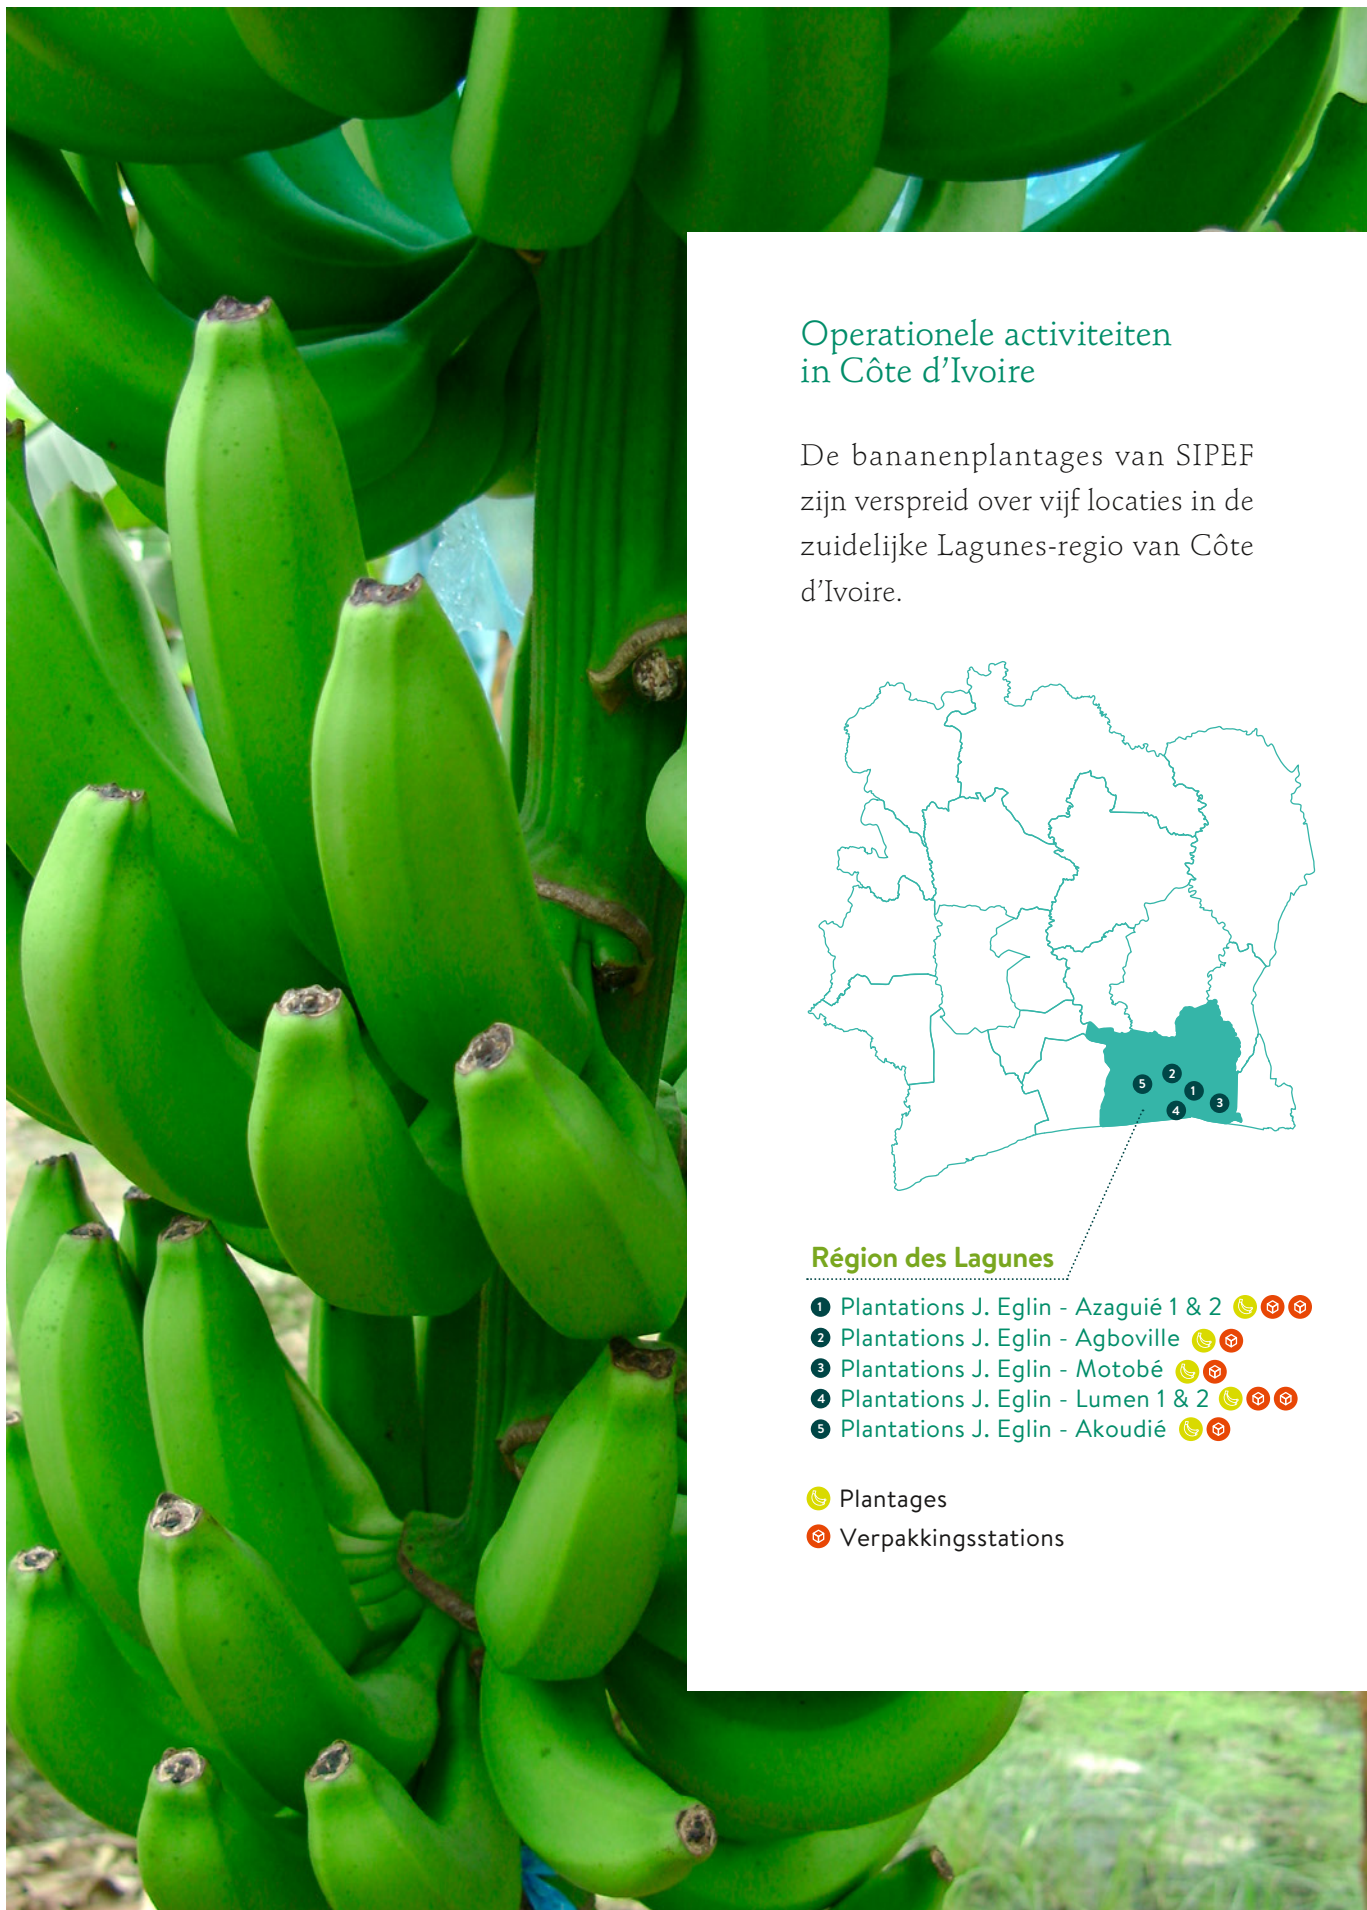 Operationele activiteiten
in Côte d’Ivoire
De bananenplantages van SIPEF
zijn verspreid over vijf locaties in de
zuidelijke Lagunes-regio van Côte
d’Ivoire.
2
5
1
3
4
Région des Lagunes
1 Plantations J. Eglin - Azaguié 1 & 2
2 Plantations J. Eglin - Agboville
3 Plantations J. Eglin - Motobé
4 Plantations J. Eglin - Lumen 1 & 2
5 Plantations J. Eglin - Akoudié
Plantages
Verpakkingsstations